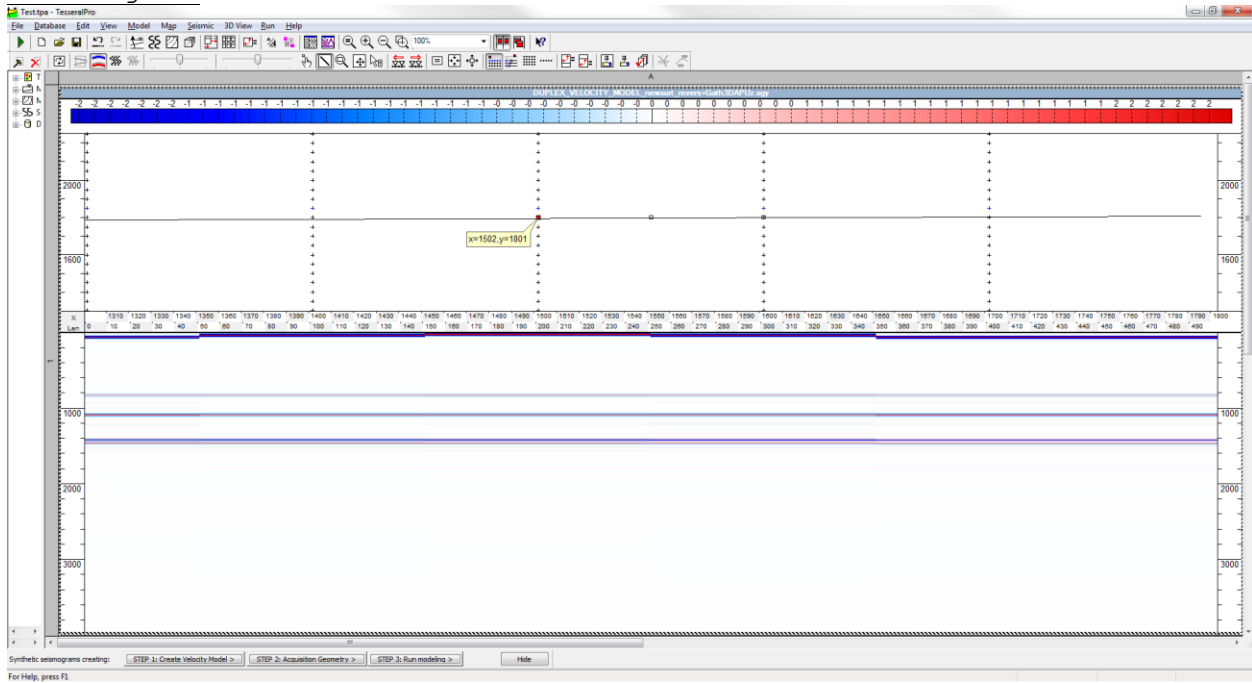 Test.tpa - TesseralPro
File Database Edit View Model Map Seismic 3D View Run Help
100%
T
N
N
S
D
A
DUPLEX_VELOCITY_MODEL_newsort_revers+Gath3DAPUz.sgy
-2 -2 -2 -2 -2 -2 -2 -1 -1 -1 -1 -1 -1 -1 -1 -1 -1 -1 -1 -1 -1 -1 -1 -1 -1 -1 -0 -0 -0 -0 -0 -0 -0 -0 -0 -0 0 0 0 0 0 0 0 0 0 1 1 1 1 1 1 1 1 1 1 1 1 1 1 1 1 1 1 1 2 2 2 2 2 2 2
2000 2000
x=1502,y=1801
1600 1600
X 1310 1320 1330 1340 1350 1360 1370 1380 1390 1400 1410 1420 1430 1440 1450 1460 1470 1480 1490 1500 1510 1520 1530 1540 1550 1560 1570 1580 1590 1600 1610 1620 1630 1640 1650 1660 1670 1680 1690 1700 1710 1720 1730 1740 1750 1760 1770 1780 1790 1800
Len 0 10 20 30 40 50 60 70 80 90 100 110 120 130 140 150 160 170 180 190 200 210 220 230 240 250 260 270 280 290 300 310 320 330 340 350 360 370 380 390 400 410 420 430 440 450 460 470 480 490
1
1000 1000
2000 2000
3000 3000
Synthetic seismograms creating: STEP 1: Create Velocity Model > STEP 2: Acquisition Geometry > STEP 3: Run modeling > Hide
For Help, press F1